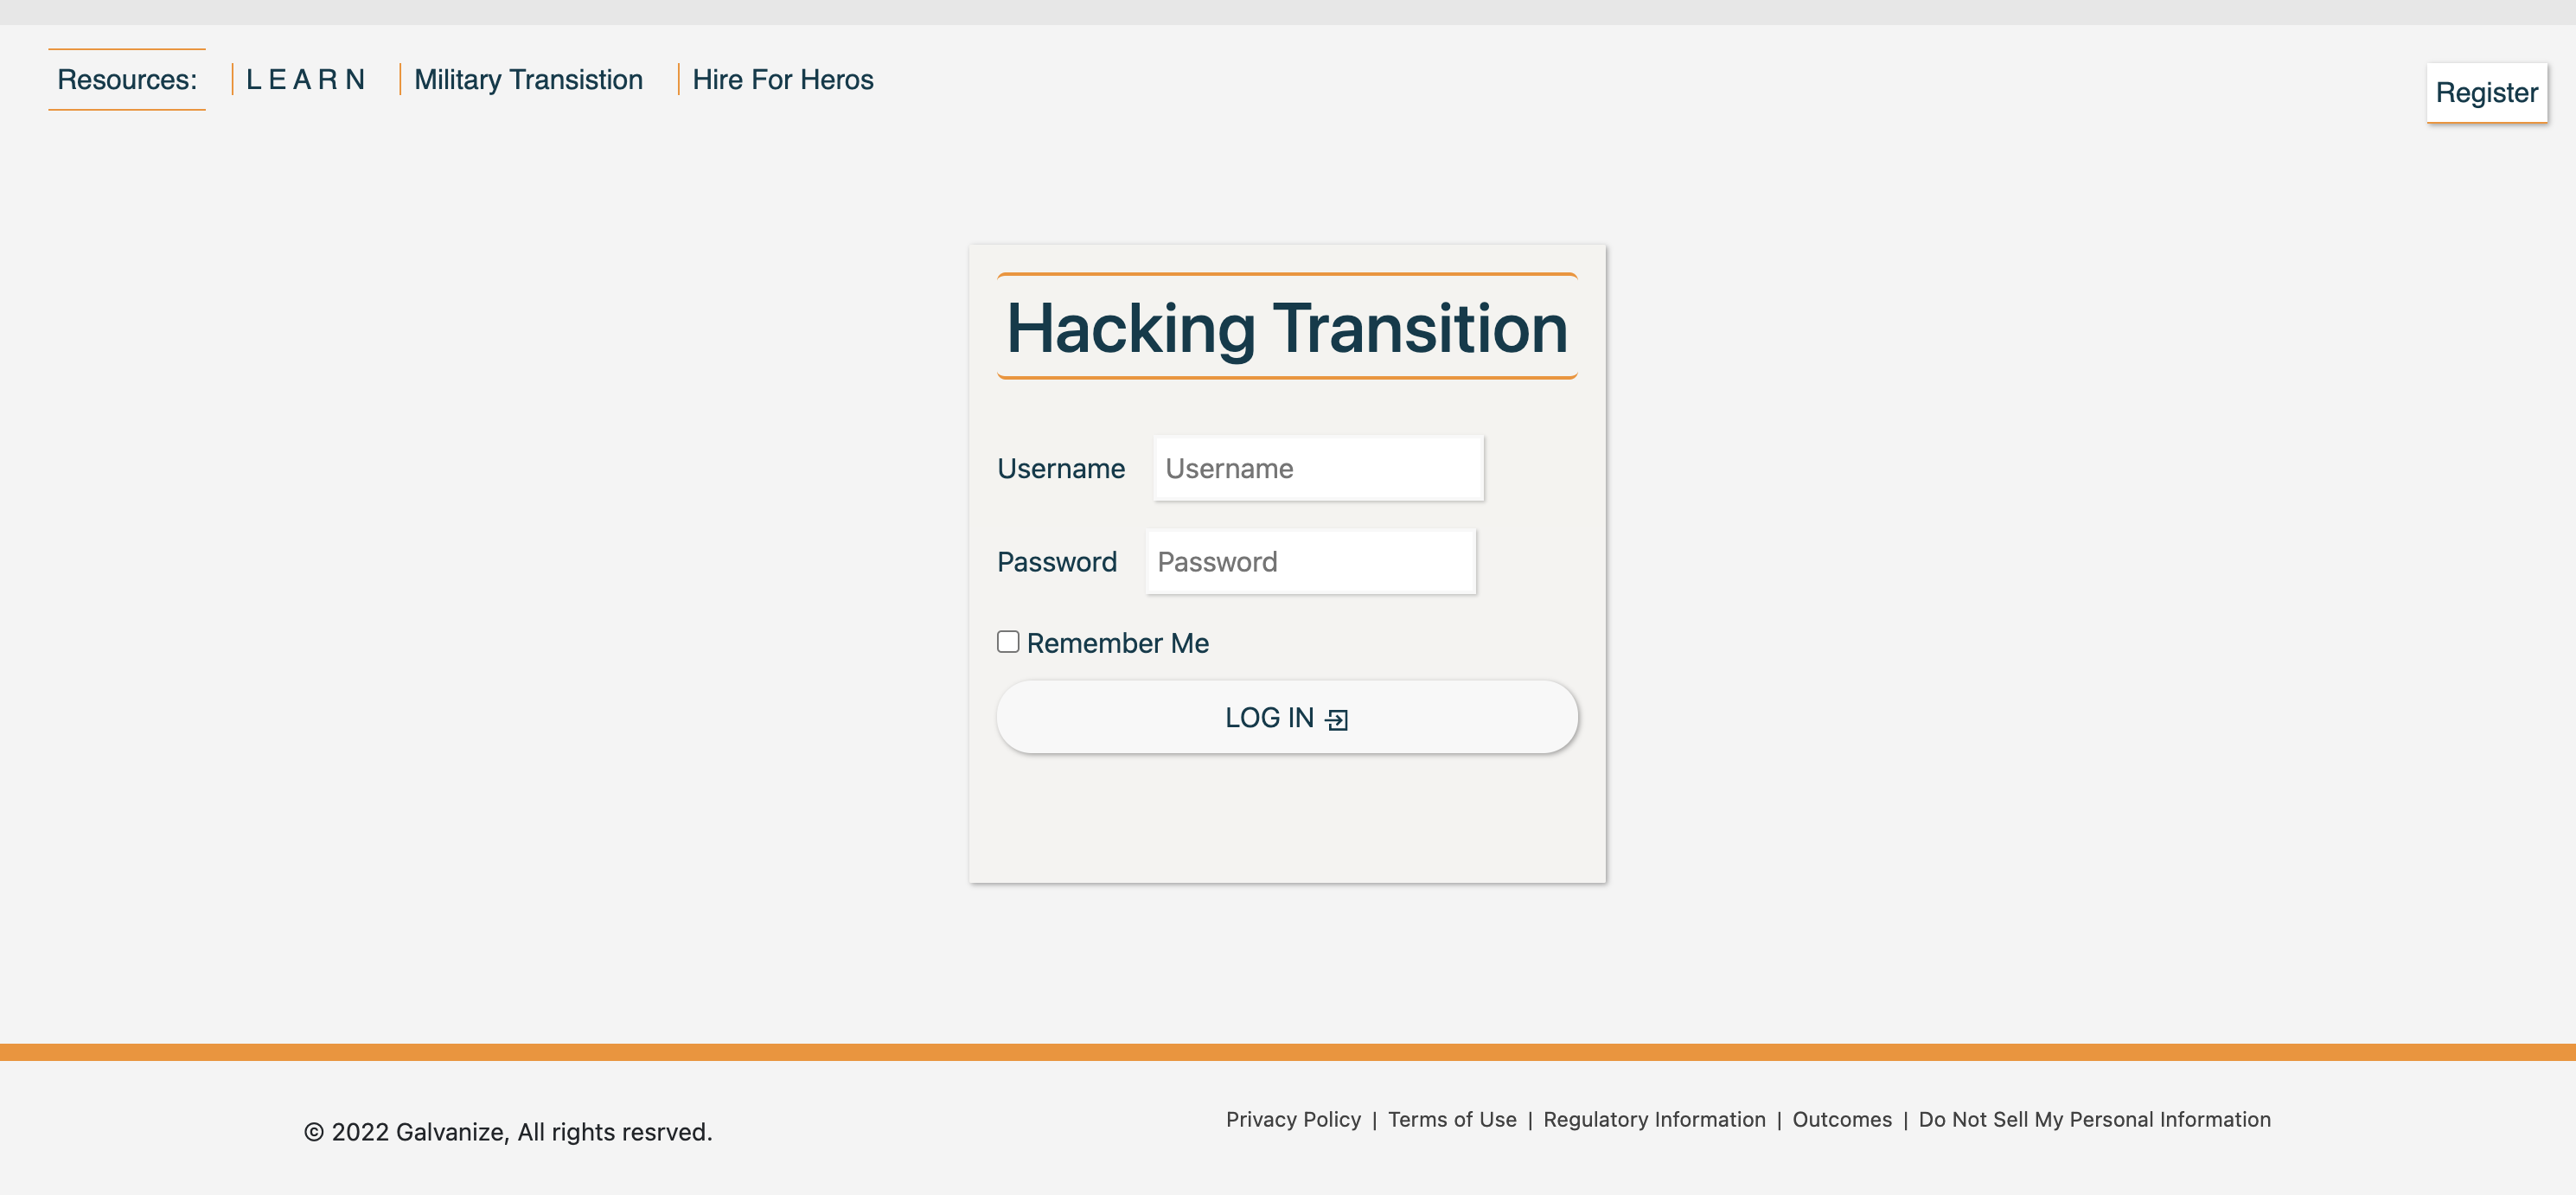 Resources:
L E A R N
Military Transistion
Hire For Heros
Register
Hacking Transition
Username
Username
Password
Password
Remember Me
LOG IN
© 2022 Galvanize, All rights resrved.
Privacy Policy | Terms of Use | Regulatory Information | Outcomes | Do Not Sell My Personal Information